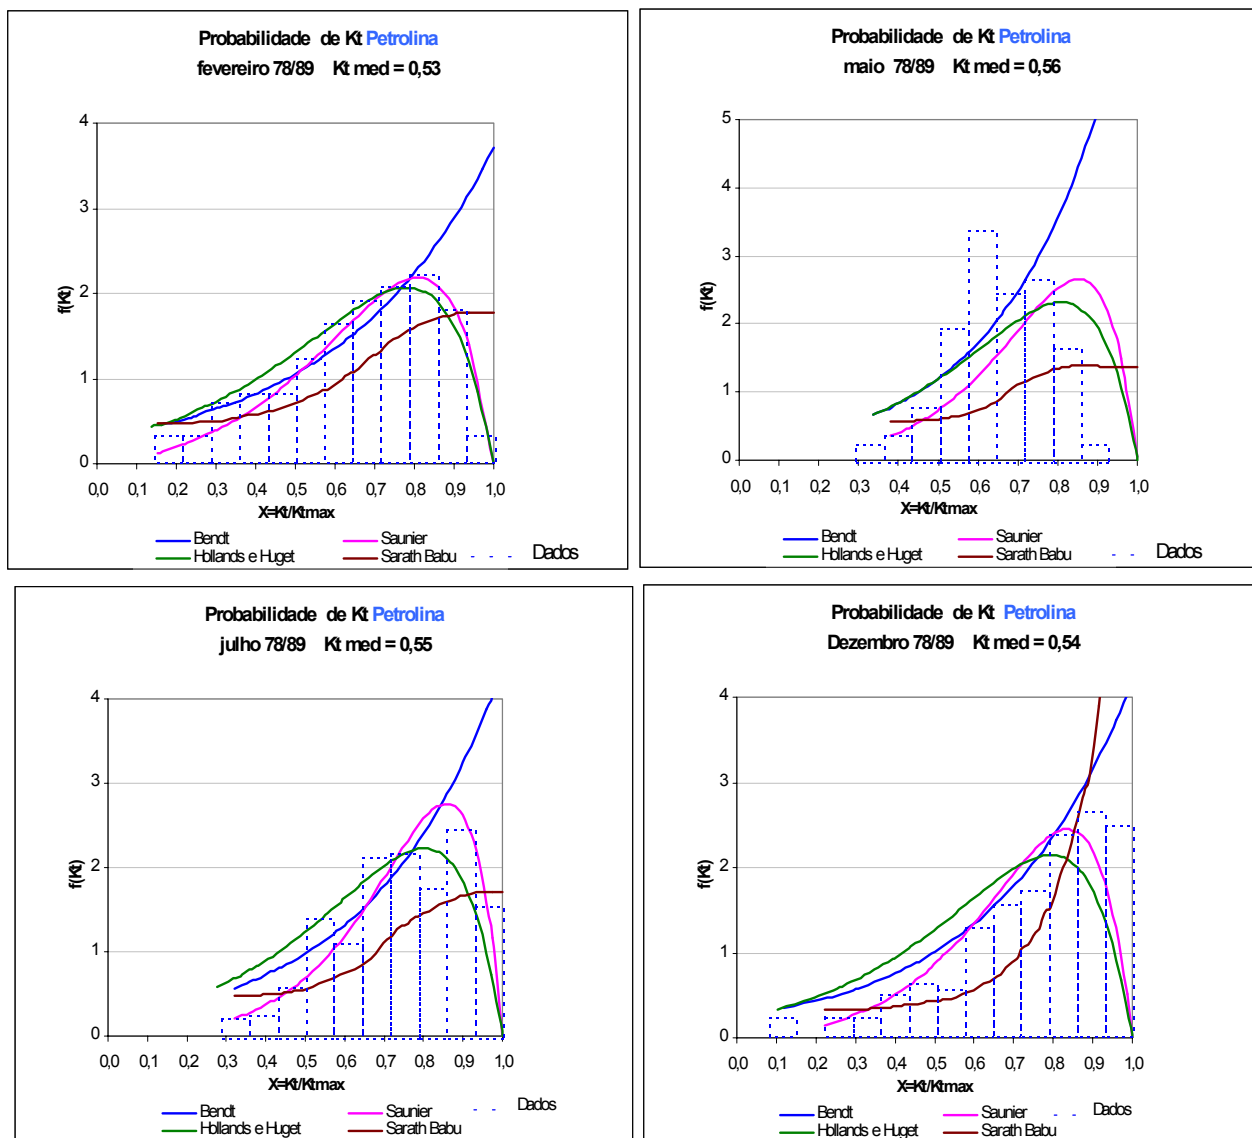 Probabilidade de Kt Petrolina
fevereiro 78/89 Kt med = 0,53
4
3
2
1
0
f(Kt)
0,0 0,1 0,2 0,3 0,4 0,5 0,6 0,7 0,8 0,9 1,0
X=Kt/Ktmax
Bendt Saunier
Hollands e Huget Sarath Babu Dados
Probabilidade de Kt Petrolina
maio 78/89 Kt med = 0,56
5
4
3
2
1
0
f(Kt)
0,0 0,1 0,2 0,3 0,4 0,5 0,6 0,7 0,8 0,9 1,0
X=Kt/Ktmax
Bendt Saunier
Hollands e Huget Sarath Babu Dados
Probabilidade de Kt Petrolina
julho 78/89 Kt med = 0,55
4
3
2
1
0
f(Kt)
0,0 0,1 0,2 0,3 0,4 0,5 0,6 0,7 0,8 0,9 1,0
X=Kt/Ktmax
Bendt Saunier Dados
Hollands e Huget Sarath Babu
Probabilidade de Kt Petrolina
Dezembro 78/89 Kt med = 0,54
4
3
2
1
0
f(Kt)
0,0 0,1 0,2 0,3 0,4 0,5 0,6 0,7 0,8 0,9 1,0
X=Kt/Ktmax
Bendt Saunier Dados
Hollands e Huget Sarath Babu